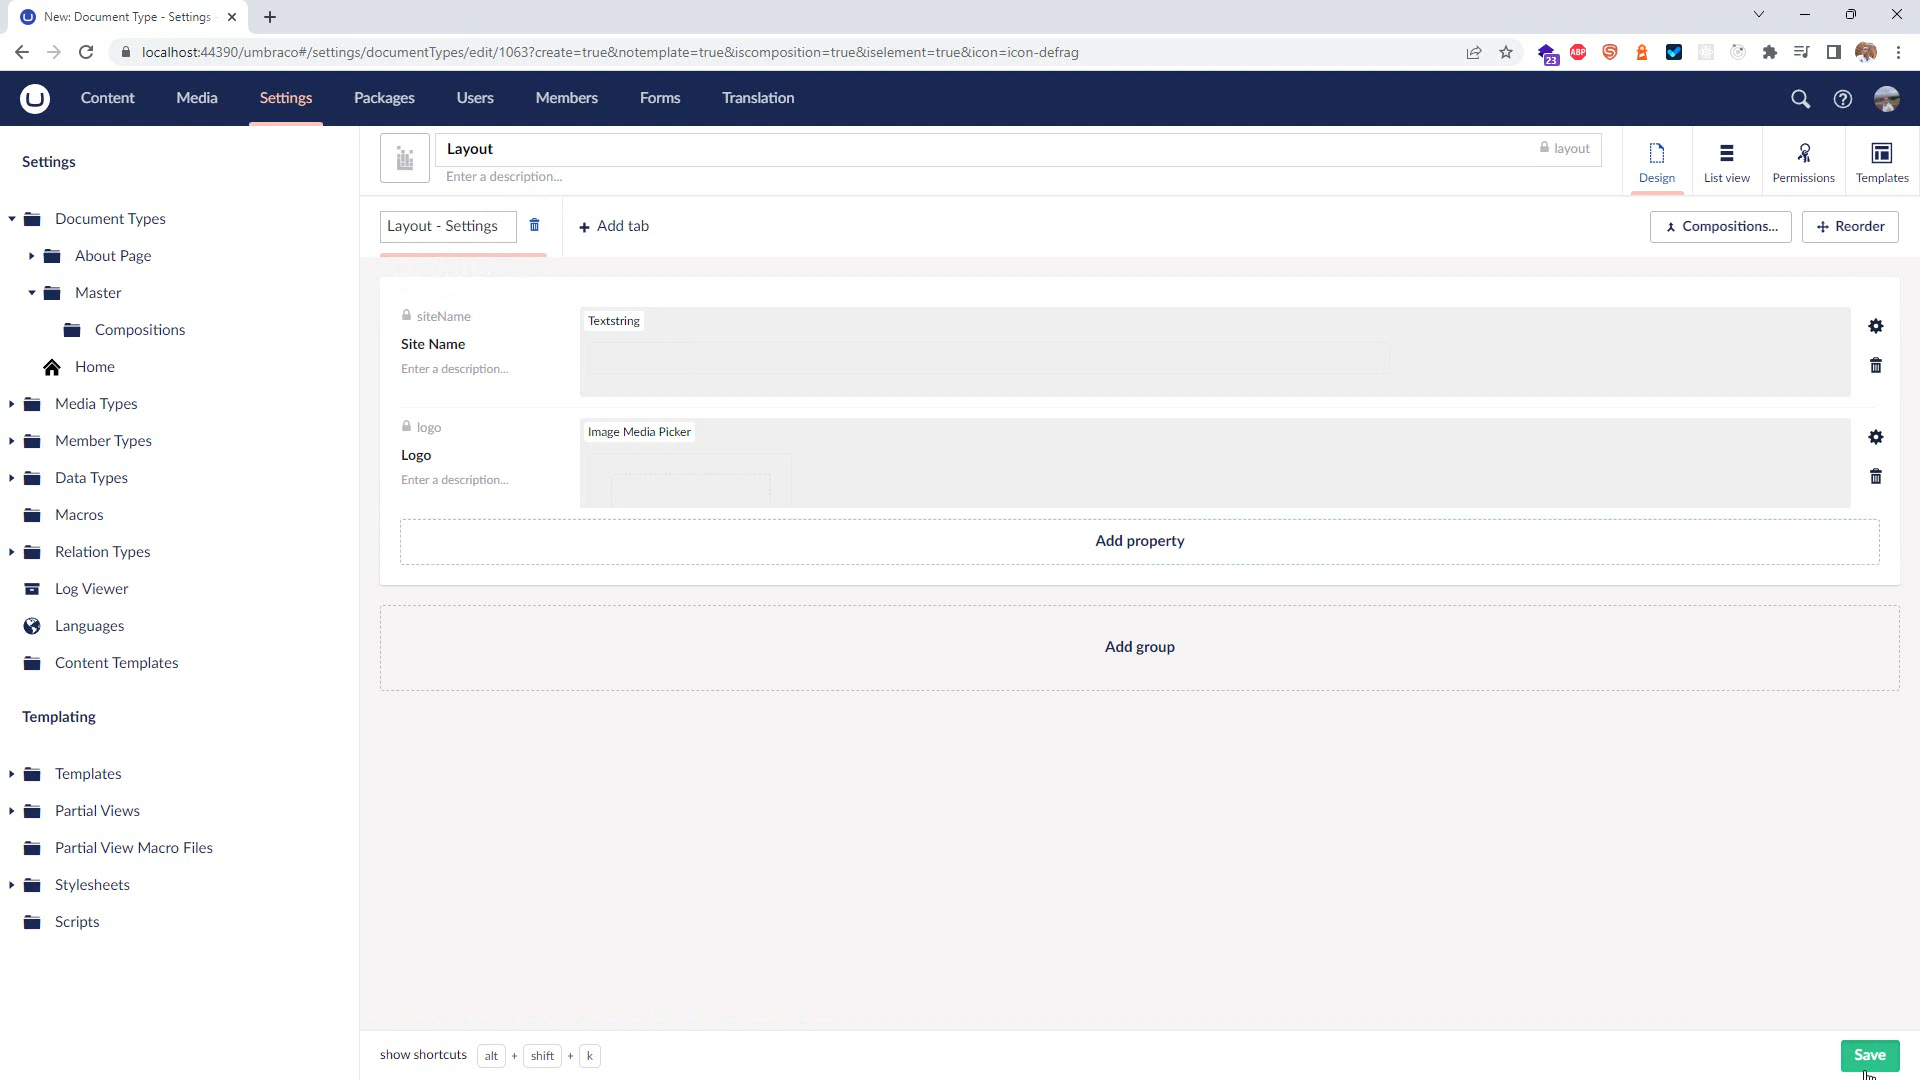 New: Document Type - Settings
localhost:44390/umbraco#/settings/documentTypes/edit/1063?create=true&notemplate=true&iscomposition=true&iselement=true&icon=icon-defrag
23
ABP
Content Media Settings Packages Users Members Forms Translation
Settings
Document Types
About Page
Master
Compositions
Home
Media Types
Member Types
Data Types
Macros
Relation Types
Log Viewer
Languages
Content Templates
Templating
Templates
Partial Views
Partial View Macro Files
Stylesheets
Scripts
Layout
layout
Enter a description...
Design List view Permissions Templates
Layout - Settings
Add tab
Compositions...
Reorder
siteName
Site Name
Enter a description...
Textstring
logo
Logo
Enter a description...
Image Media Picker
Add property
Add group
show shortcuts alt + shift + k
Save